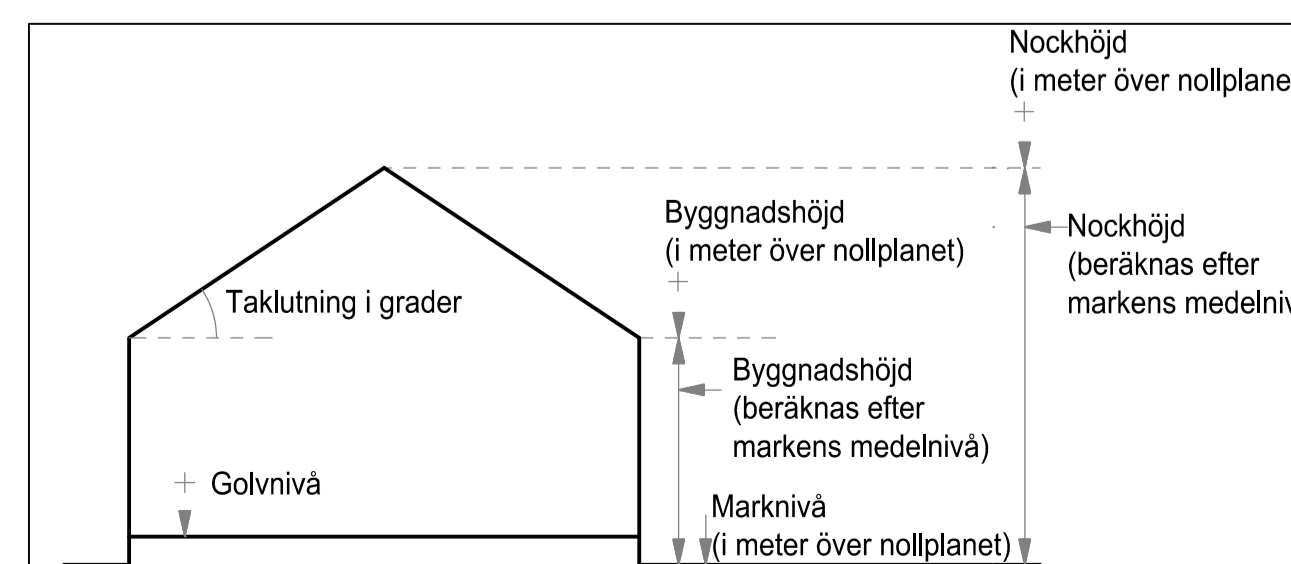 Nockhöjd
(i meter över nollplane
Byggnadshöjd
(i meter över nollplanet)
Nockhöjd
(beräknas efter
markens medelniv
Taklutning i grader
Byggnadshöjd
(beräknas efter
markens medelnivå)
Golvnivå
Marknivå
(i meter över nollplanet)